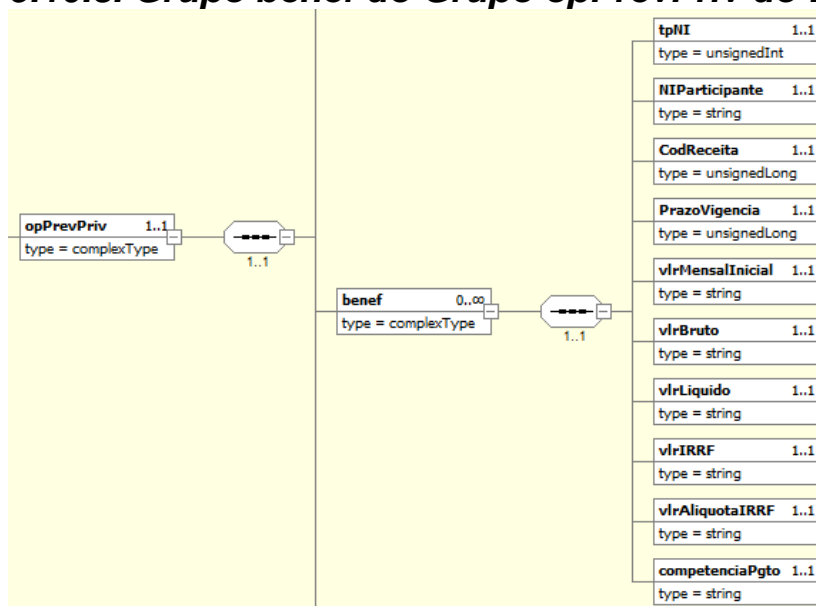 opPrevPriv 1..1
type = complexType
1..1
benef 0..∞
type = complexType
1..1
tpNI 1..1
type = unsignedInt
NIParticipante 1..1
type = string
CodReceita 1..1
type = unsignedLong
PrazoVigencia 1..1
type = unsignedLong
vlrMensalInicial 1..1
type = string
vlrBruto 1..1
type = string
vlrLiquido 1..1
type = string
vlrIRRF 1..1
type = string
vlrAliquotaIRRF 1..1
type = string
competenciaPgto 1..1
type = string